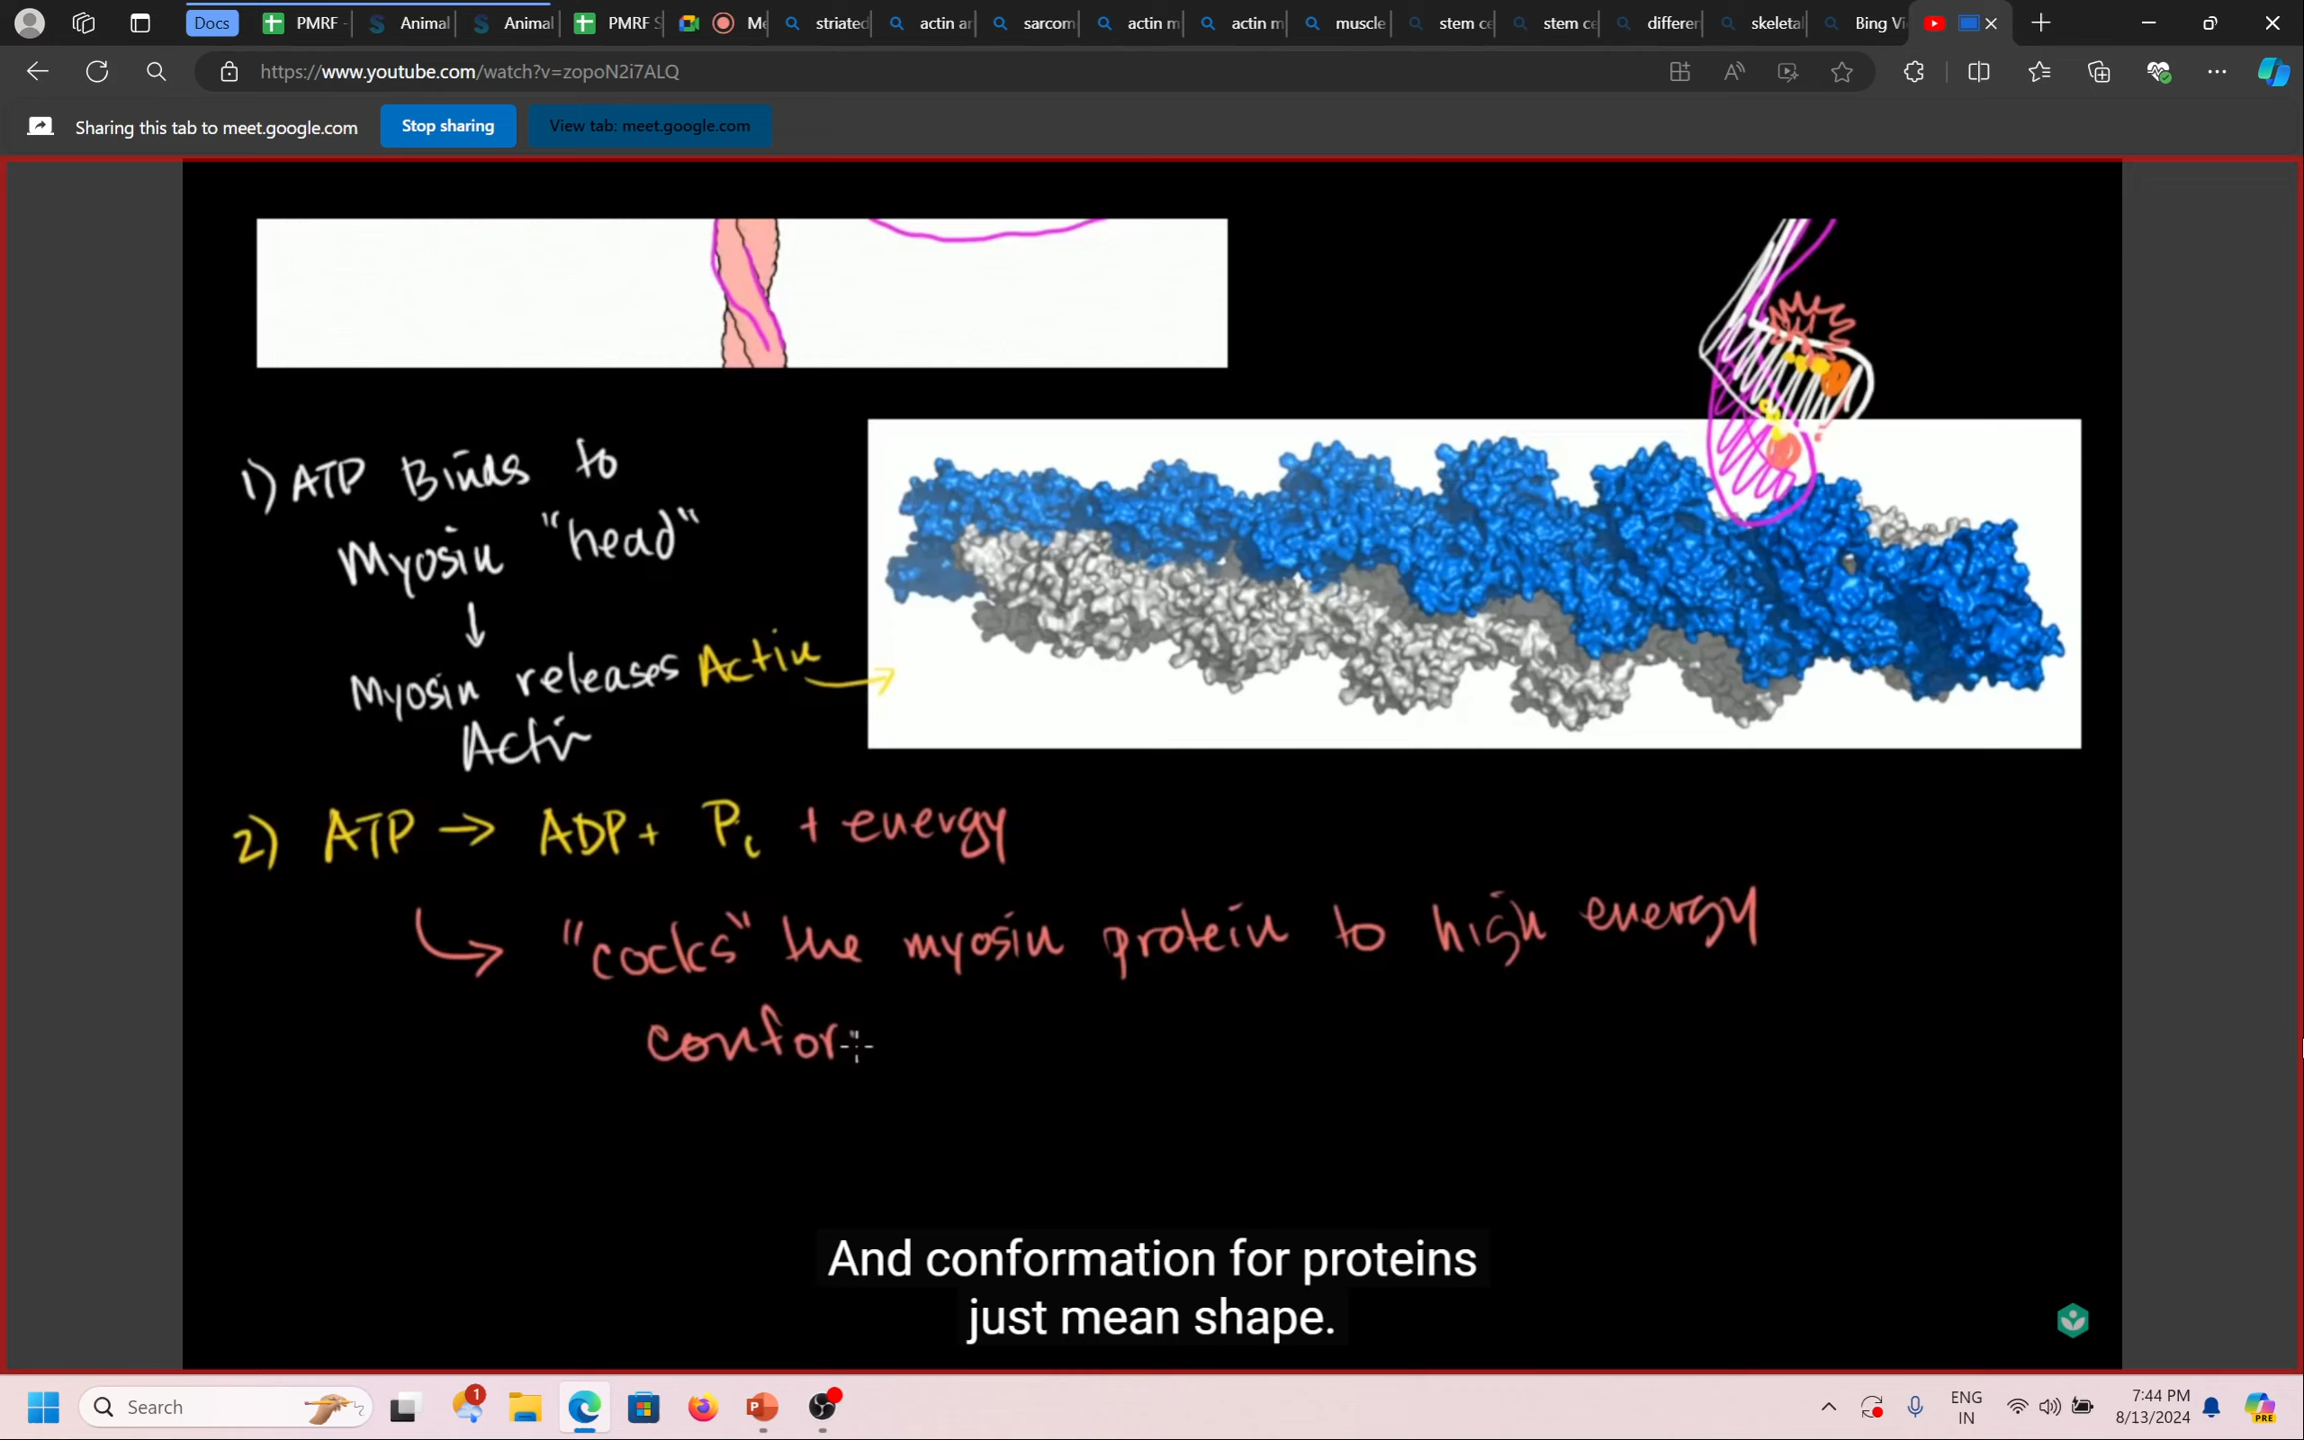 Docs PMRF - Animal Animal PMRF S Me striated actin ar sarcom actin m actin m muscle stem ce stem ce differer skeletal Bing Vi
https://www.youtube.com/watch?v=zopoN2i7ALQ
Sharing this tab to meet.google.com Stop sharing View tab: meet.google.com
1) ATP Binds to
Myosin "head"
↓
Myosin releases Actin →
Actin
2) ATP → ADP + Pi + energy
↳ "cocks" the myosin protein to high energy
confor
And conformation for proteins
just mean shape.
Search 1 ENG 7:44 PM
IN 8/13/2024 PRE